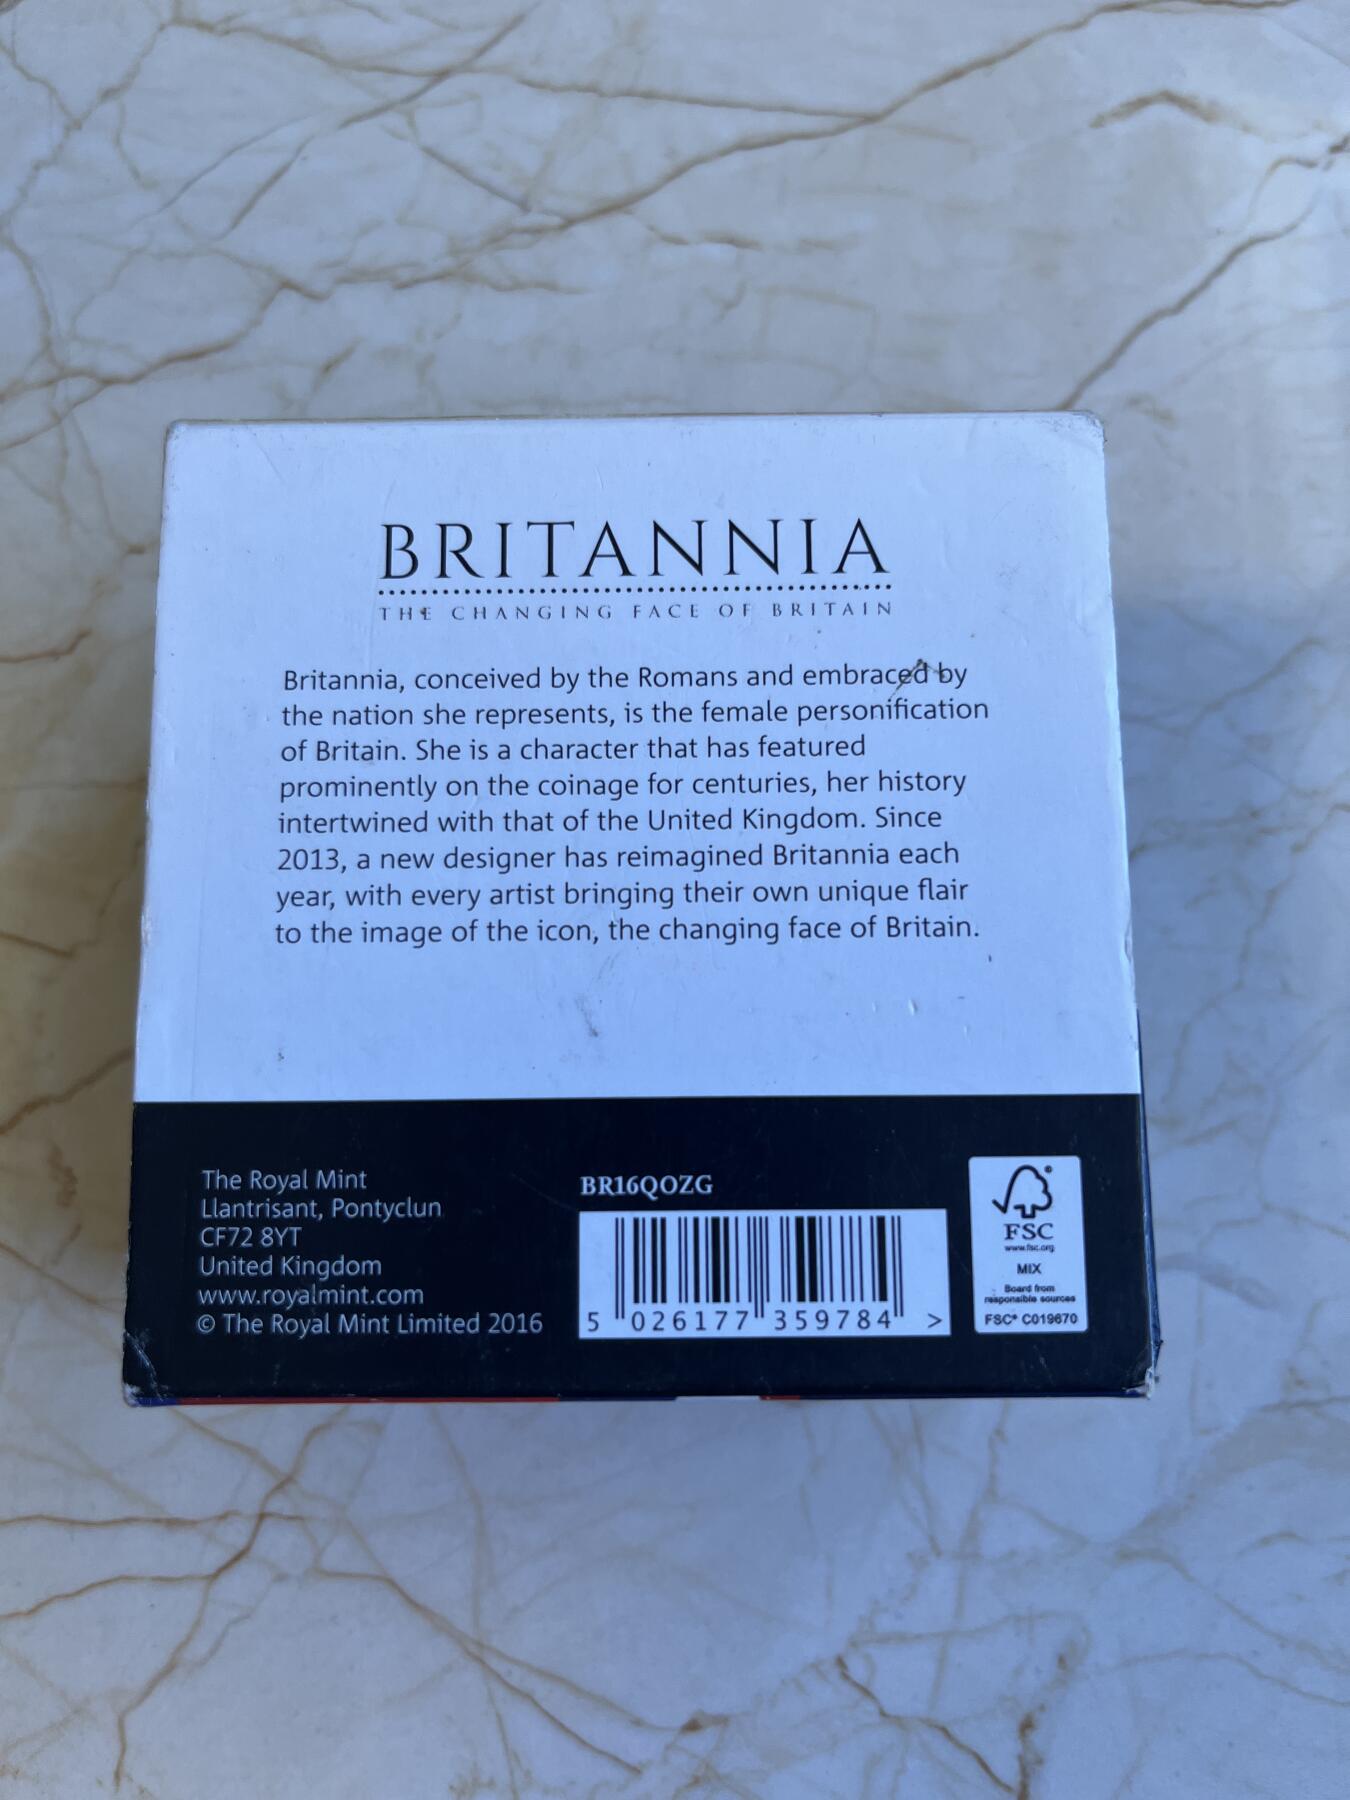 BRITANNIA
THE CHANGING FACE OF BRITAIN
Britannia, conceived by the Romans and embraced by
the nation she represents, is the female personification
of Britain. She is a character that has featured
prominently on the coinage for centuries, her history
intertwined with that of the United Kingdom. Since
2013, a new designer has reimagined Britannia each
year, with every artist bringing their own unique flair
to the image of the icon, the changing face of Britain.
The Royal Mint
Llantrisant, Pontyclun
CF72 8YT
United Kingdom
www.royalmint.com
© The Royal Mint Limited 2016
BR16QOZG
5 026177 359784 >
FSC
www.fsc.org
MIX
Board from
responsible sources
FSC® C019670